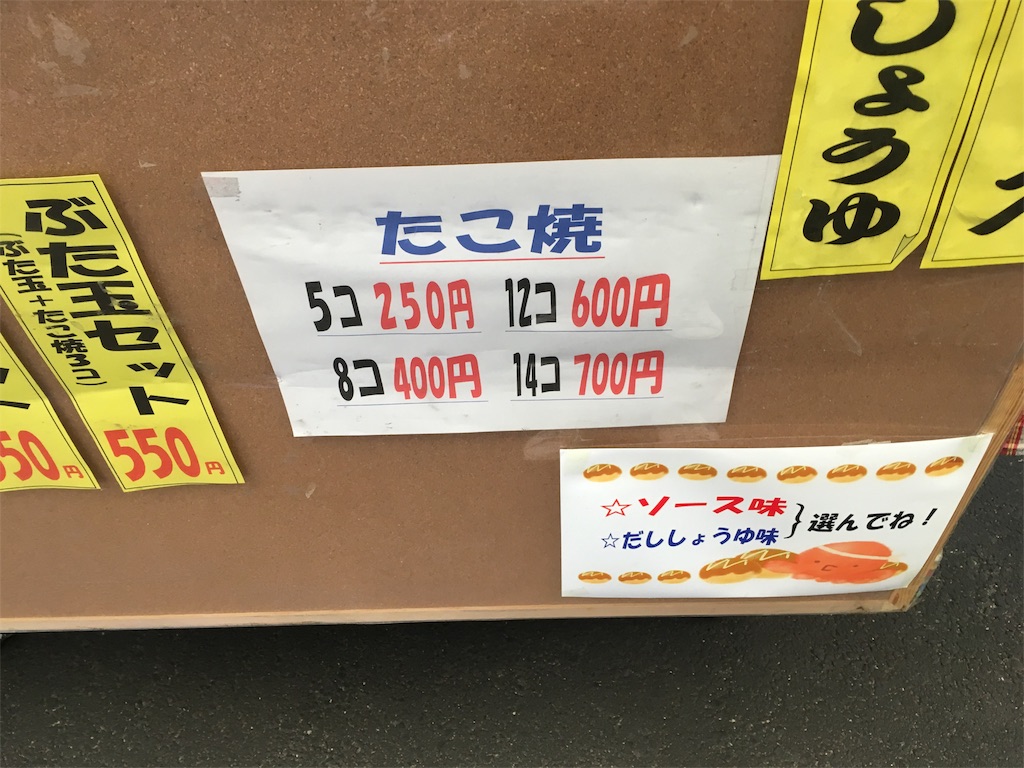 ぶた玉セット
(ぶた玉+たこ焼3コ)
550円
50円
たこ焼
5コ 250円 12コ 600円
8コ 400円 14コ 700円
しょうゆ
☆ソース味
☆だししょうゆ味
}選んでね!